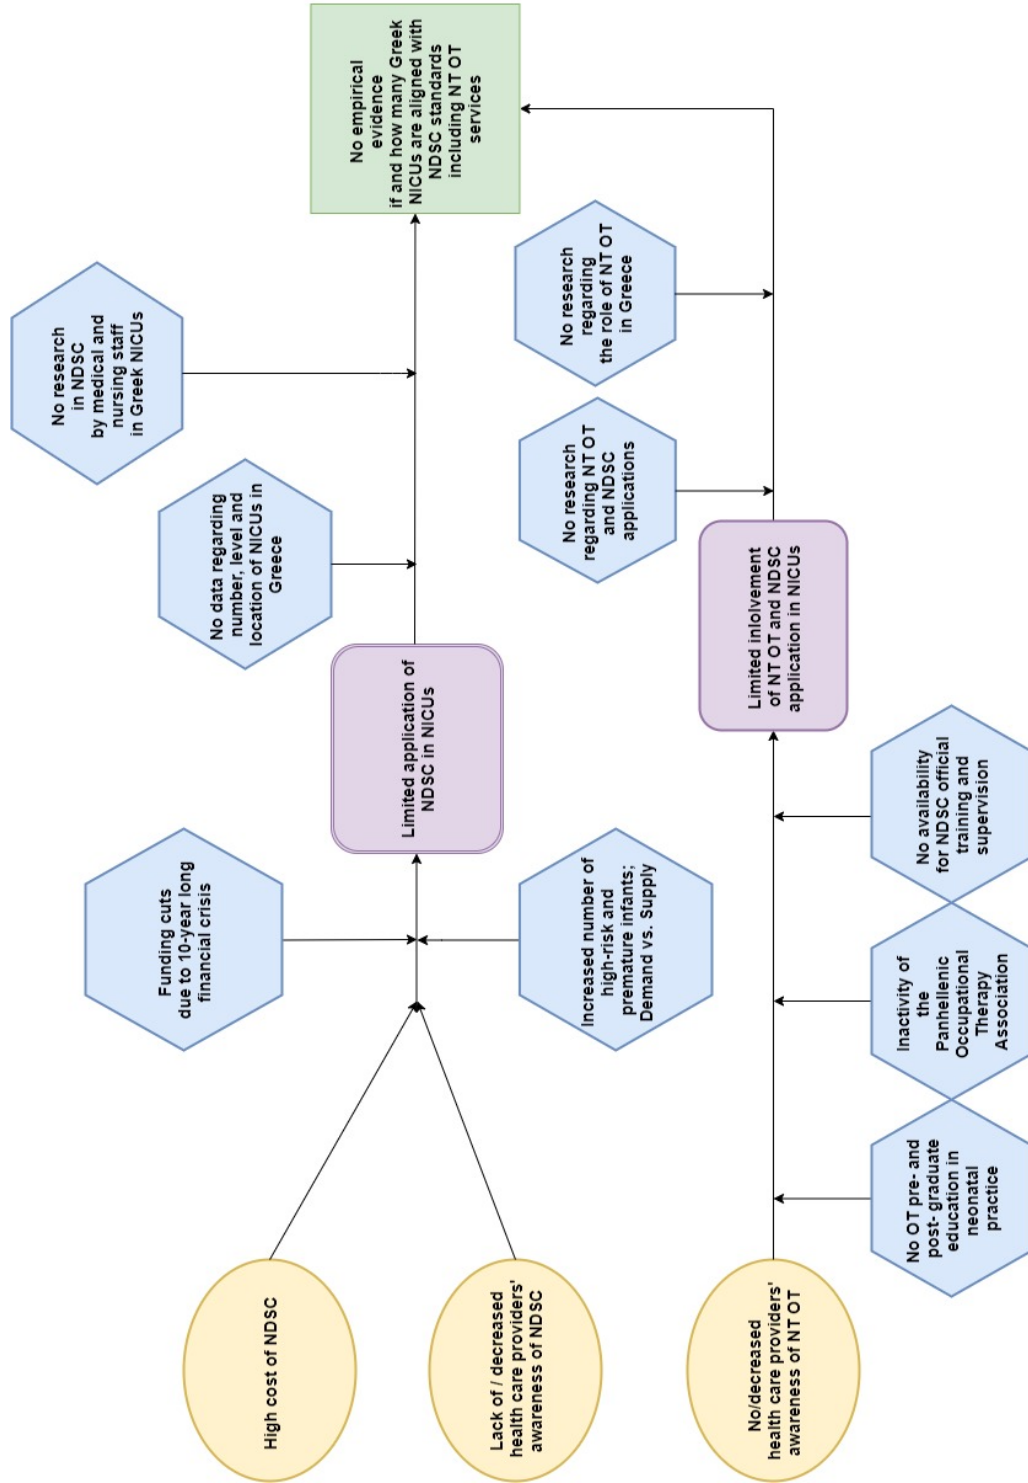 High cost of NDSC
Lack of / decreased
health care providers'
awareness of NDSC
No/decreased
health care providers'
awareness of NT OT
Funding cuts
due to 10-year long
financial crisis
Increased number of
high-risk and
premature infants;
Demand vs. Supply
No OT pre- and
post- graduate
education in
neonatal
practice
Inactivity of
the
Panhellenic
Occupational
Therapy
Association
No availability
for NDSC official
training and
supervision
Limited application of
NDSC in NICUs
Limited inlolvement
of NT OT and NDSC
application in NICUs
No data regarding
number, level and
location of NICUs in
Greece
No research
in NDSC
by medical and
nursing staff
in Greek NICUs
No research
regarding NT OT
and NDSC
applications
No research
regarding
the role of NT OT
in Greece
No empirical
evidence
if and how many Greek
NICUs are aligned with
NDSC standards
including NT OT
services